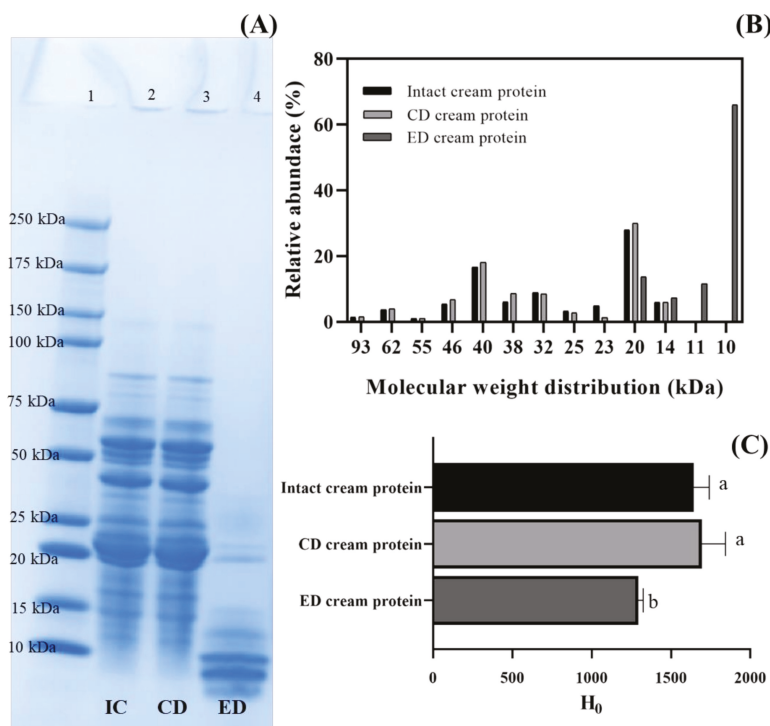 (A)
1 2 3 4
250 kDa
175 kDa
150 kDa
100 kDa
75 kDa
50 kDa
25 kDa
20 kDa
15 kDa
10 kDa
IC CD ED
(B)
80
60
40
20
0
Relative abundace (%)
Intact cream protein
CD cream protein
ED cream protein
93 62 55 46 40 38 32 25 23 20 14 11 10
Molecular weight distribution (kDa)
(C)
Intact cream protein a
CD cream protein a
ED cream protein b
0 500 1000 1500 2000
H₀